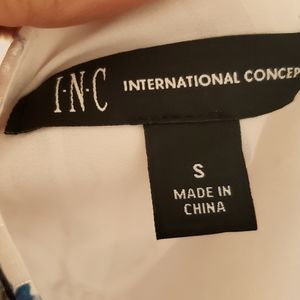 I·N·C INTERNATIONAL CONCEP
S
MADE IN
CHINA